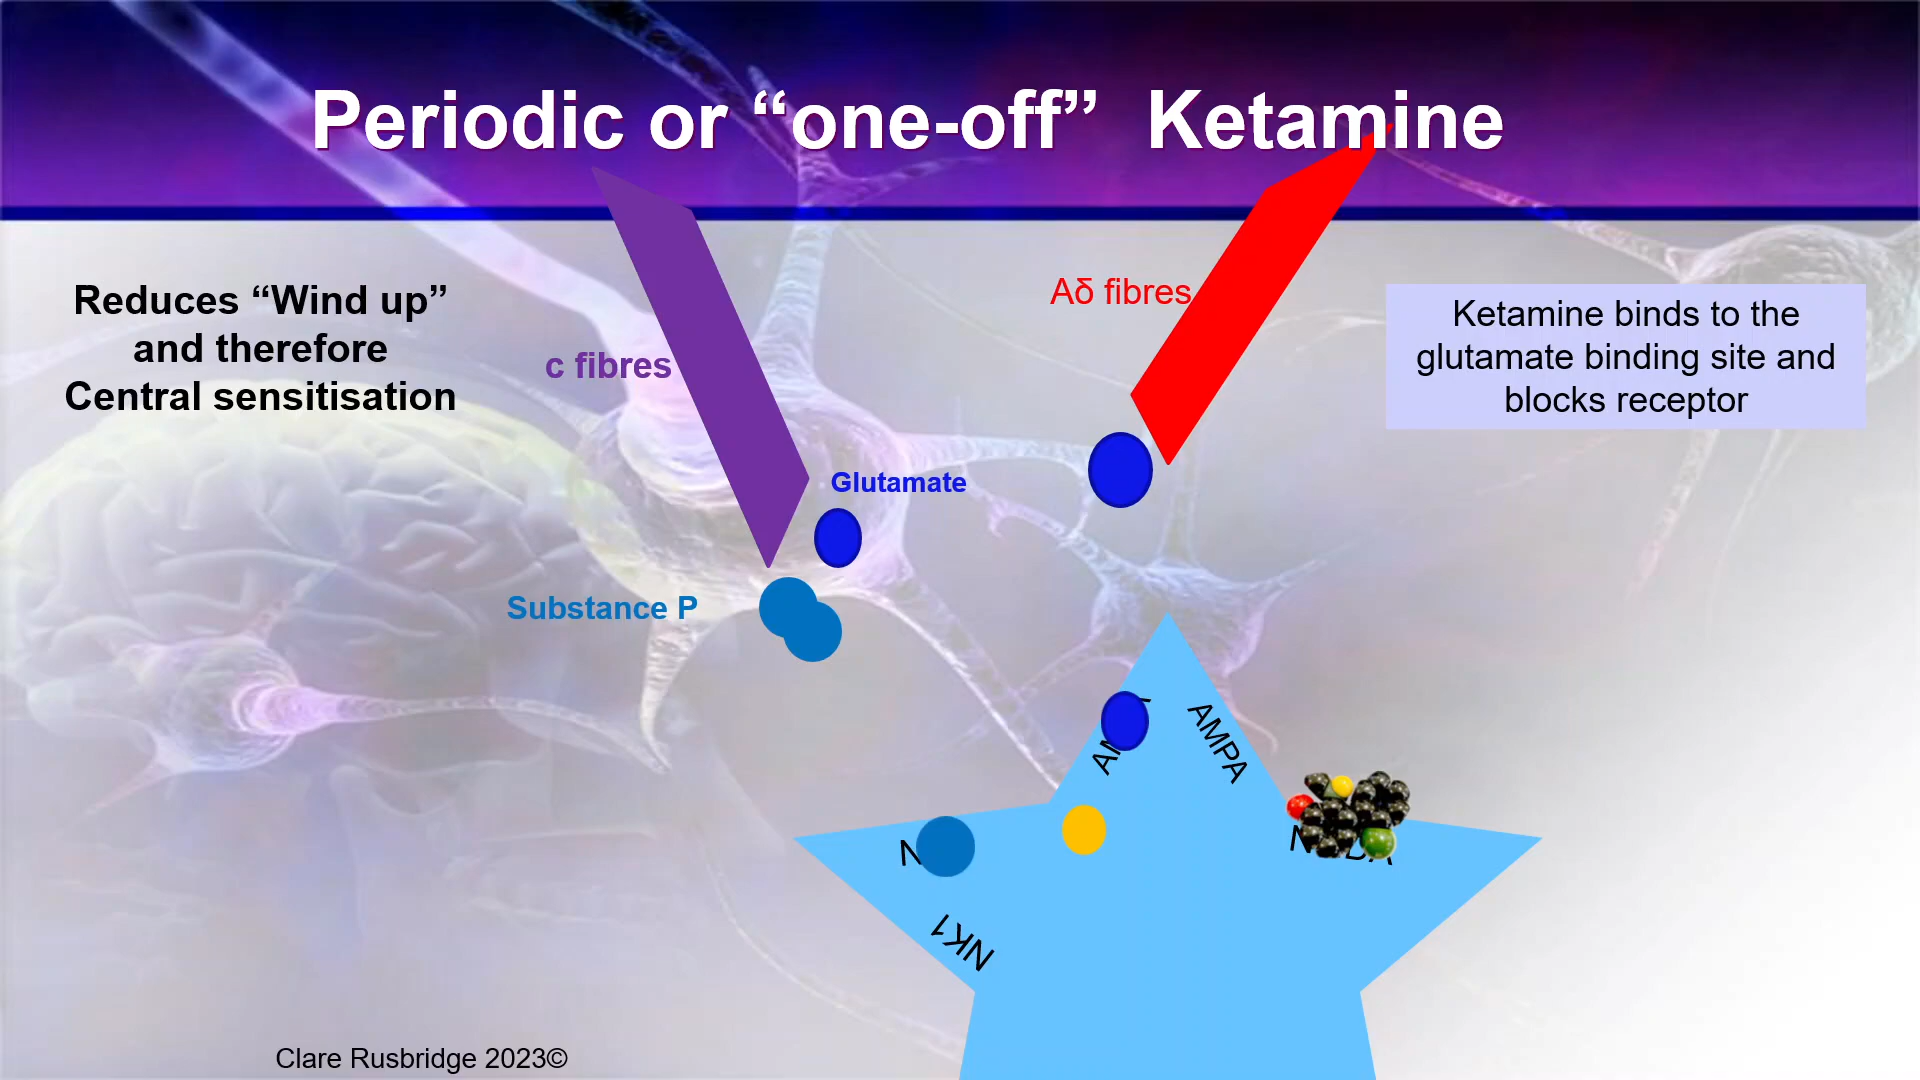 Periodic or “one-off” Ketamine
Reduces “Wind up”
and therefore
Central sensitisation
c fibres
Aδ fibres
Ketamine binds to the
glutamate binding site and
blocks receptor
Glutamate
Substance P
AMPA
NK1
Clare Rusbridge 2023©